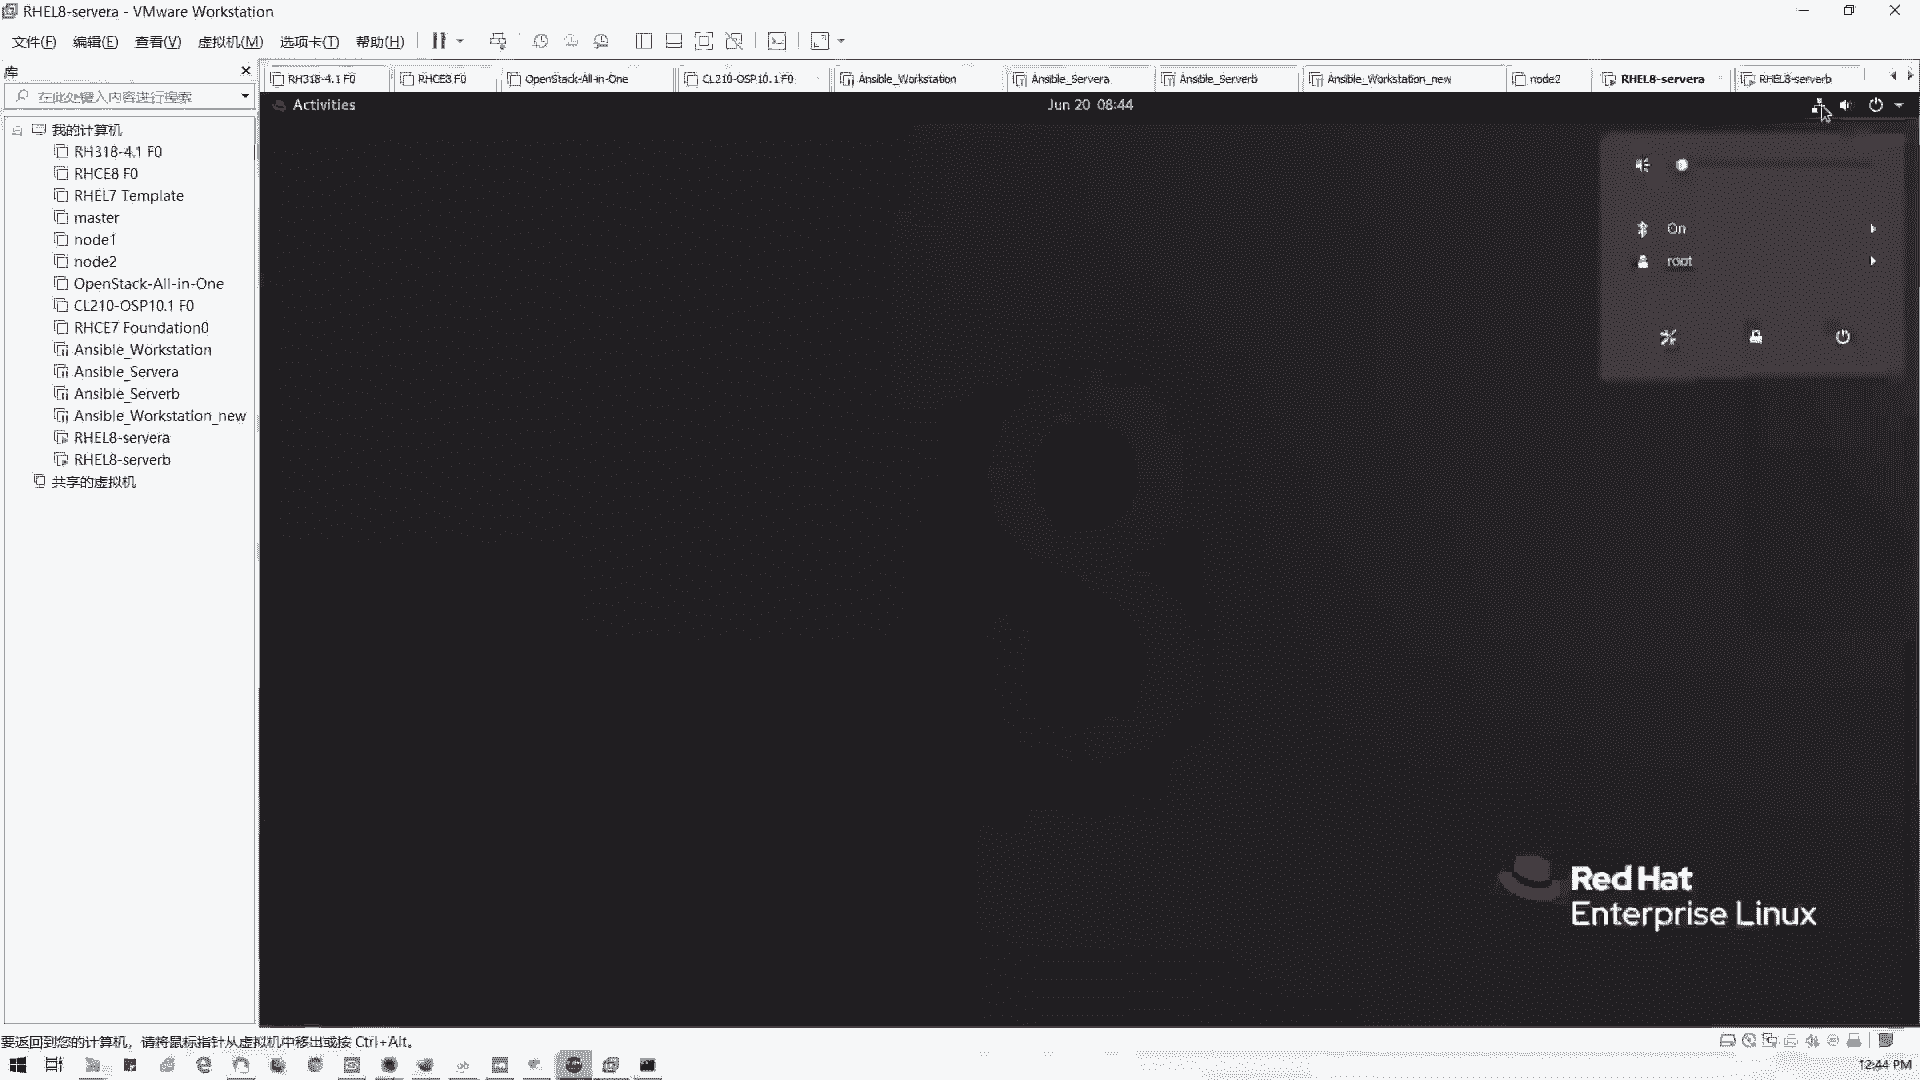 RHEL8-servera - VMware Workstation
文件(F) 编辑(E) 查看(V) 虚拟机(M) 选项卡(T) 帮助(H)
库
在此处键入内容进行搜索
我的计算机
RH318-4.1 F0
RHCE8 F0
RHEL7 Template
master
node1
node2
OpenStack-All-in-One
CL210-OSP10.1 F0
RHCE7 Foundation0
Ansible_Workstation
Ansible_Servera
Ansible_Serverb
Ansible_Workstation_new
RHEL8-servera
RHEL8-serverb
共享的虚拟机
RH318-4.1 F0 RHCE8 F0 OpenStack-All-in-One CL210-OSP10.1 F0 Ansible_Workstation Ansible_Servera Ansible_Serverb Ansible_Workstation_new node2 RHEL8-servera RHEL8-serverb
Activities Jun 20 08:44
On
root
Red Hat
Enterprise Linux
要返回到您的计算机，请将鼠标指针从虚拟机中移出或按 Ctrl+Alt。
12:44 PM